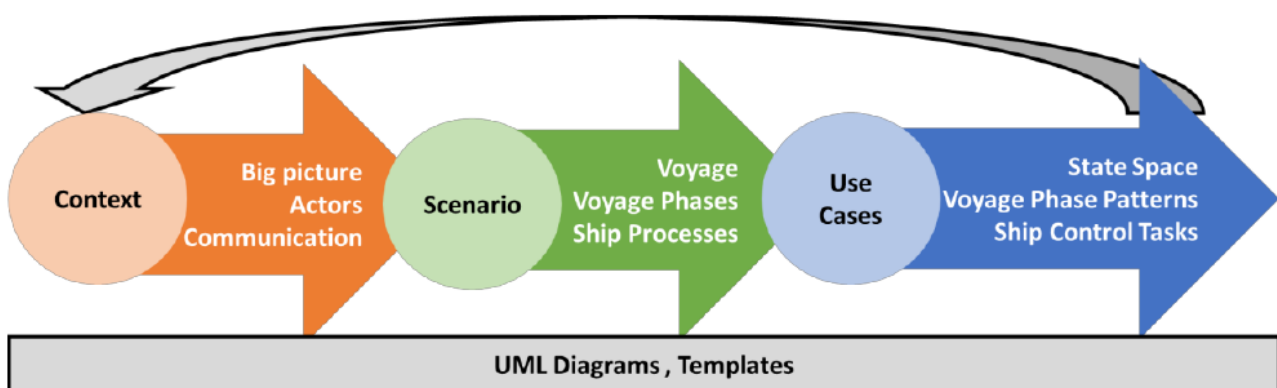 Context
Big picture
Actors
Communication
Scenario
Voyage
Voyage Phases
Ship Processes
Use
Cases
State Space
Voyage Phase Patterns
Ship Control Tasks
UML Diagrams , Templates